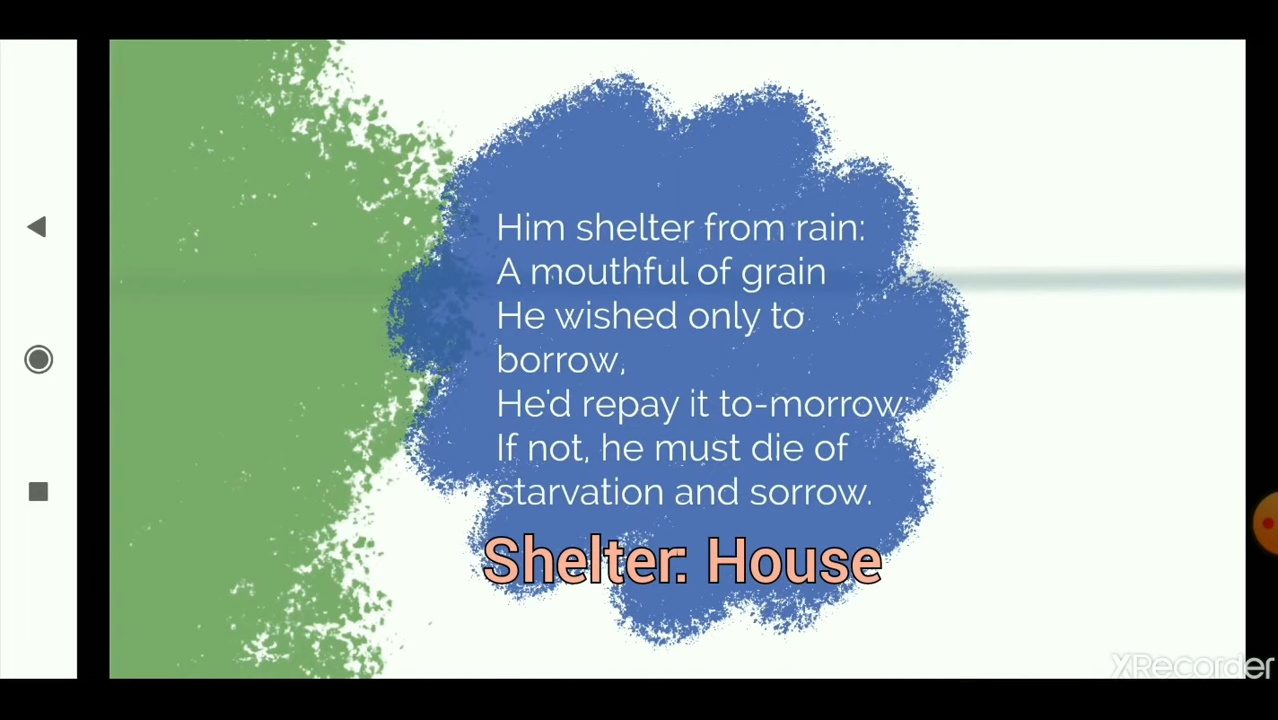 Him shelter from rain:
A mouthful of grain
He wished only to
borrow,
He'd repay it to-morrow:
If not, he must die of
starvation and sorrow.
Shelter: House
XRecorder